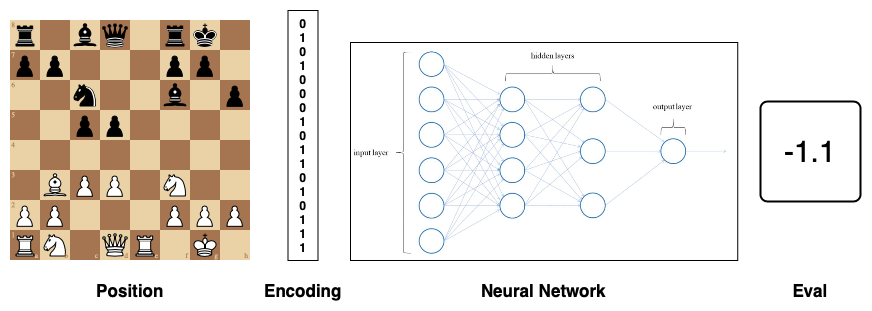 0
1
0
1
1
0
0
0
1
1
1
0
1
0
1
1
1
hidden layers
output layer
input layer
-1.1
Position
Encoding
Neural Network
Eval